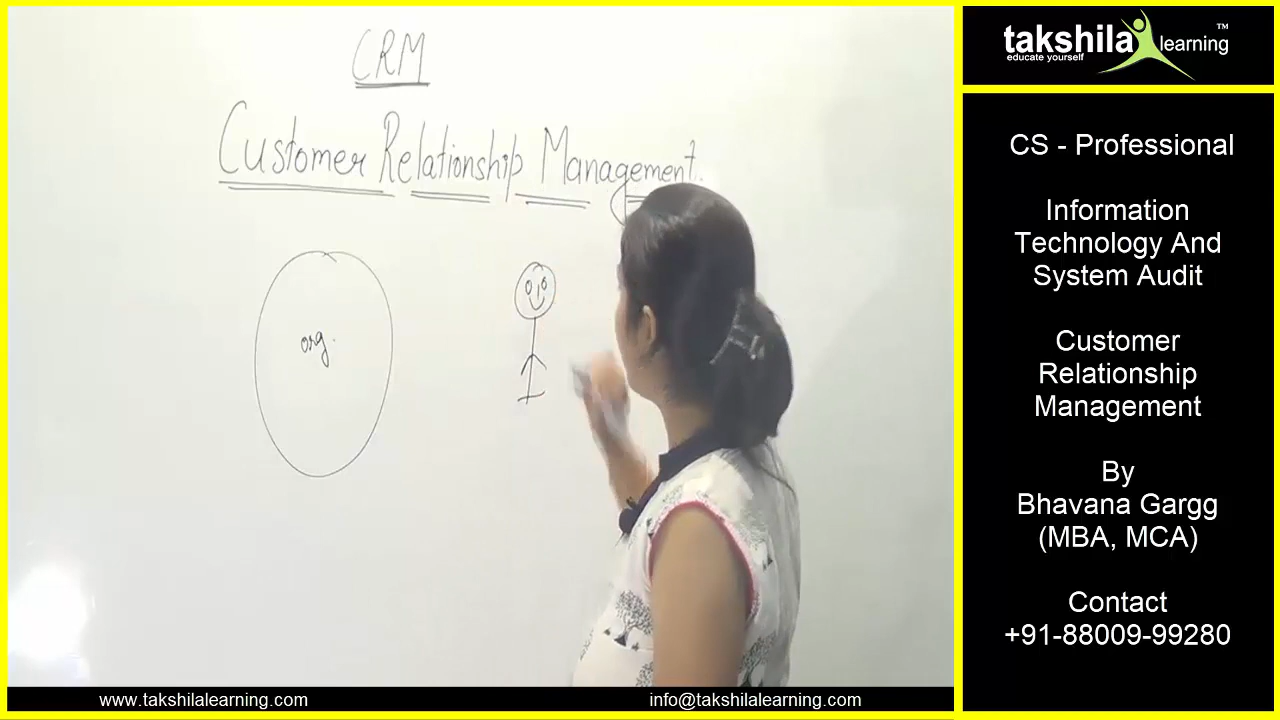 CRM
Customer Relationship Management.
org.
takshila learning ™
educate yourself
CS - Professional
Information
Technology And
System Audit
Customer
Relationship
Management
By
Bhavana Gargg
(MBA, MCA)
Contact
+91-88009-99280
www.takshilalearning.com
info@takshilalearning.com